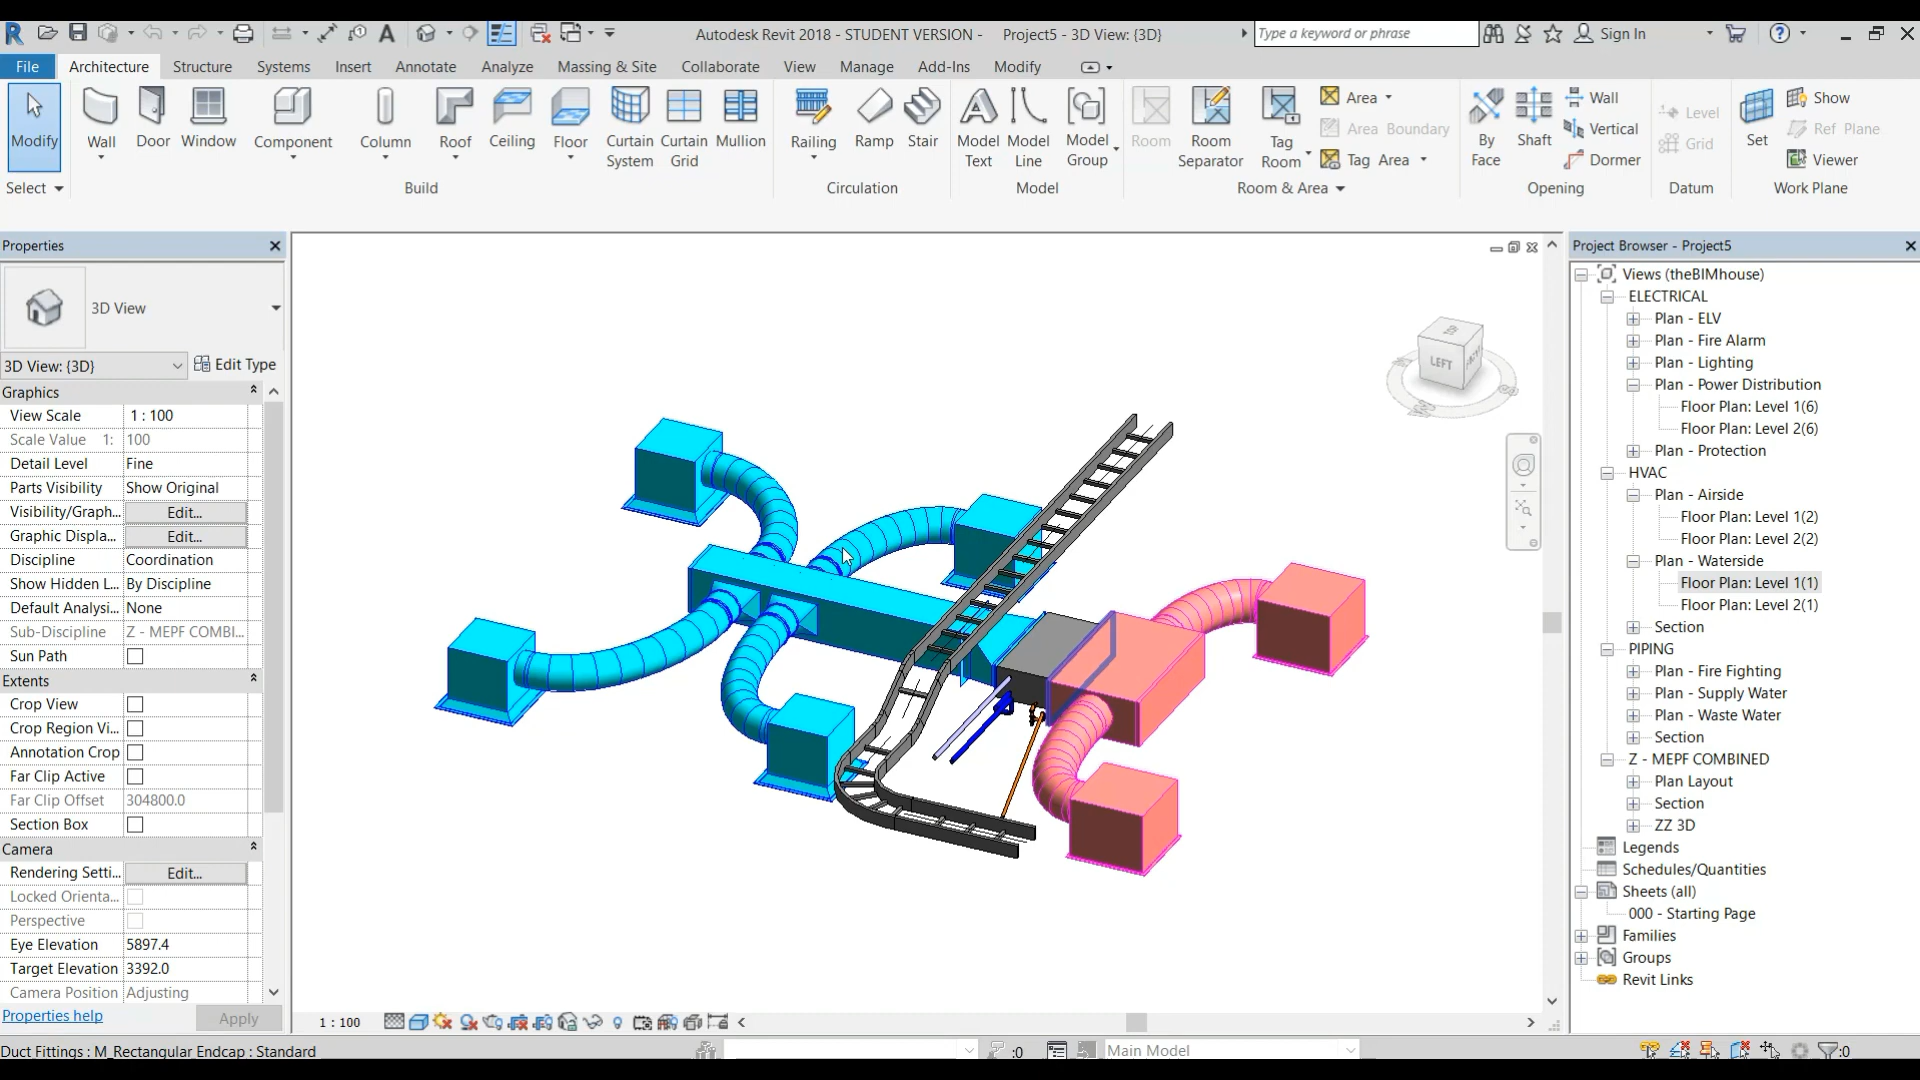 Autodesk Revit 2018 - STUDENT VERSION - Project5 - 3D View: {3D}
Type a keyword or phrase
Sign In
File Architecture Structure Systems Insert Annotate Analyze Massing & Site Collaborate View Manage Add-Ins Modify
Modify
Wall
Door
Window
Component
Column
Roof
Ceiling
Floor
Curtain System
Curtain Grid
Mullion
Railing
Ramp
Stair
Model Text
Model Line
Model Group
Room
Room Separator
Tag Room
Area
Area Boundary
Tag Area
By Face
Shaft
Wall
Vertical
Dormer
Level
Grid
Set
Show
Ref Plane
Viewer
Select
Build
Circulation
Model
Room & Area
Opening
Datum
Work Plane
Properties
3D View
3D View: {3D}
Edit Type
Graphics
View Scale 1 : 100
Scale Value 1: 100
Detail Level Fine
Parts Visibility Show Original
Visibility/Graph... Edit...
Graphic Displa... Edit...
Discipline Coordination
Show Hidden L... By Discipline
Default Analysi... None
Sub-Discipline Z - MEPF COMBI...
Sun Path
Extents
Crop View
Crop Region Vi...
Annotation Crop
Far Clip Active
Far Clip Offset 304800.0
Section Box
Camera
Rendering Setti... Edit...
Locked Orienta...
Perspective
Eye Elevation 5897.4
Target Elevation 3392.0
Camera Position Adjusting
Properties help
Apply
LEFT
1 : 100
Project Browser - Project5
Views (theBIMhouse)
ELECTRICAL
Plan - ELV
Plan - Fire Alarm
Plan - Lighting
Plan - Power Distribution
Floor Plan: Level 1(6)
Floor Plan: Level 2(6)
Plan - Protection
HVAC
Plan - Airside
Floor Plan: Level 1(2)
Floor Plan: Level 2(2)
Plan - Waterside
Floor Plan: Level 1(1)
Floor Plan: Level 2(1)
Section
PIPING
Plan - Fire Fighting
Plan - Supply Water
Plan - Waste Water
Section
Z - MEPF COMBINED
Plan Layout
Section
ZZ 3D
Legends
Schedules/Quantities
Sheets (all)
000 - Starting Page
Families
Groups
Revit Links
Duct Fittings : M_Rectangular Endcap : Standard
:0
Main Model
:0